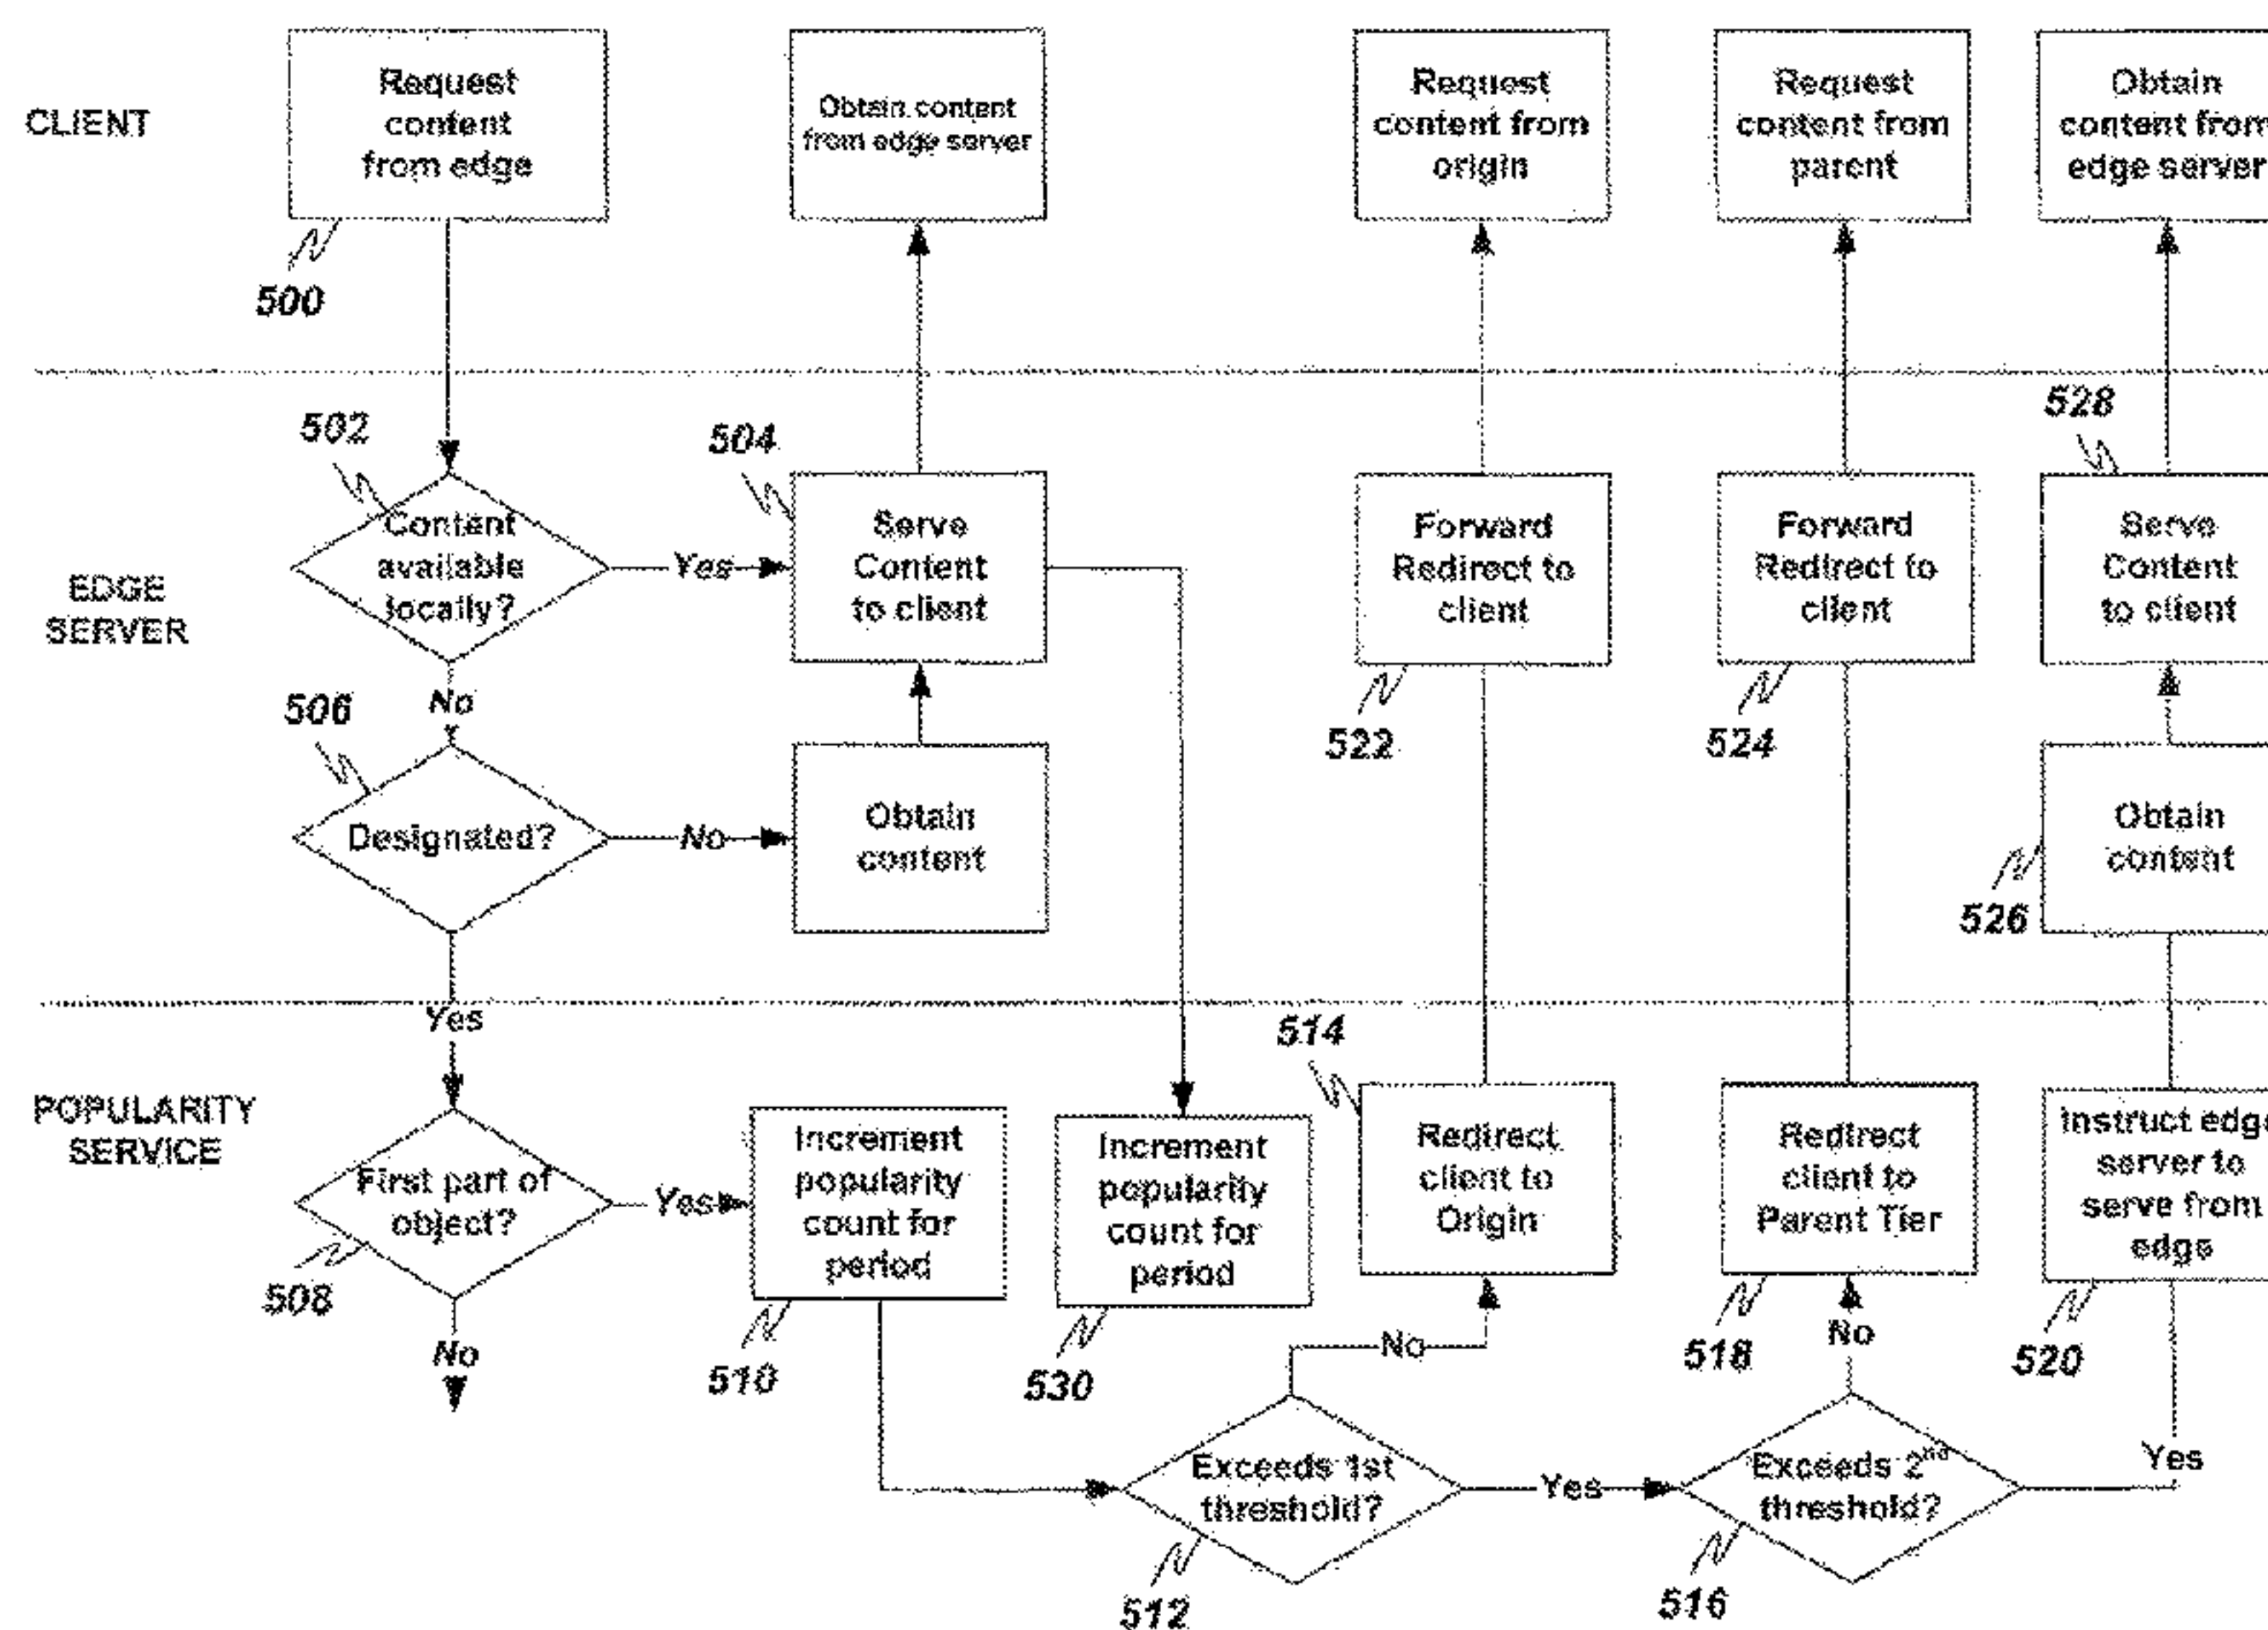 CLIENT
Request
content
from edge
500
Obtain content
from edge server
Request
content from
origin
Request
content from
parent
Obtain
content from
edge server
EDGE
SERVER
502
Content
available
locally?
Yes
No
504
Serve
Content
to client
506
Designated?
No
Yes
Obtain
content
Forward
Redirect to
client
522
Forward
Redirect to
client
524
528
Serve
Content
to client
Obtain
content
526
POPULARITY
SERVICE
First part of
object?
508
Yes
No
Increment
popularity
count for
period
510
Increment
popularity
count for
period
530
514
Redirect
client to
Origin
No
Redirect
client to
Parent Tier
518
No
Instruct edge
server to
serve from
edge
520
Exceeds 1st
threshold?
512
Yes
Exceeds 2nd
threshold?
516
Yes